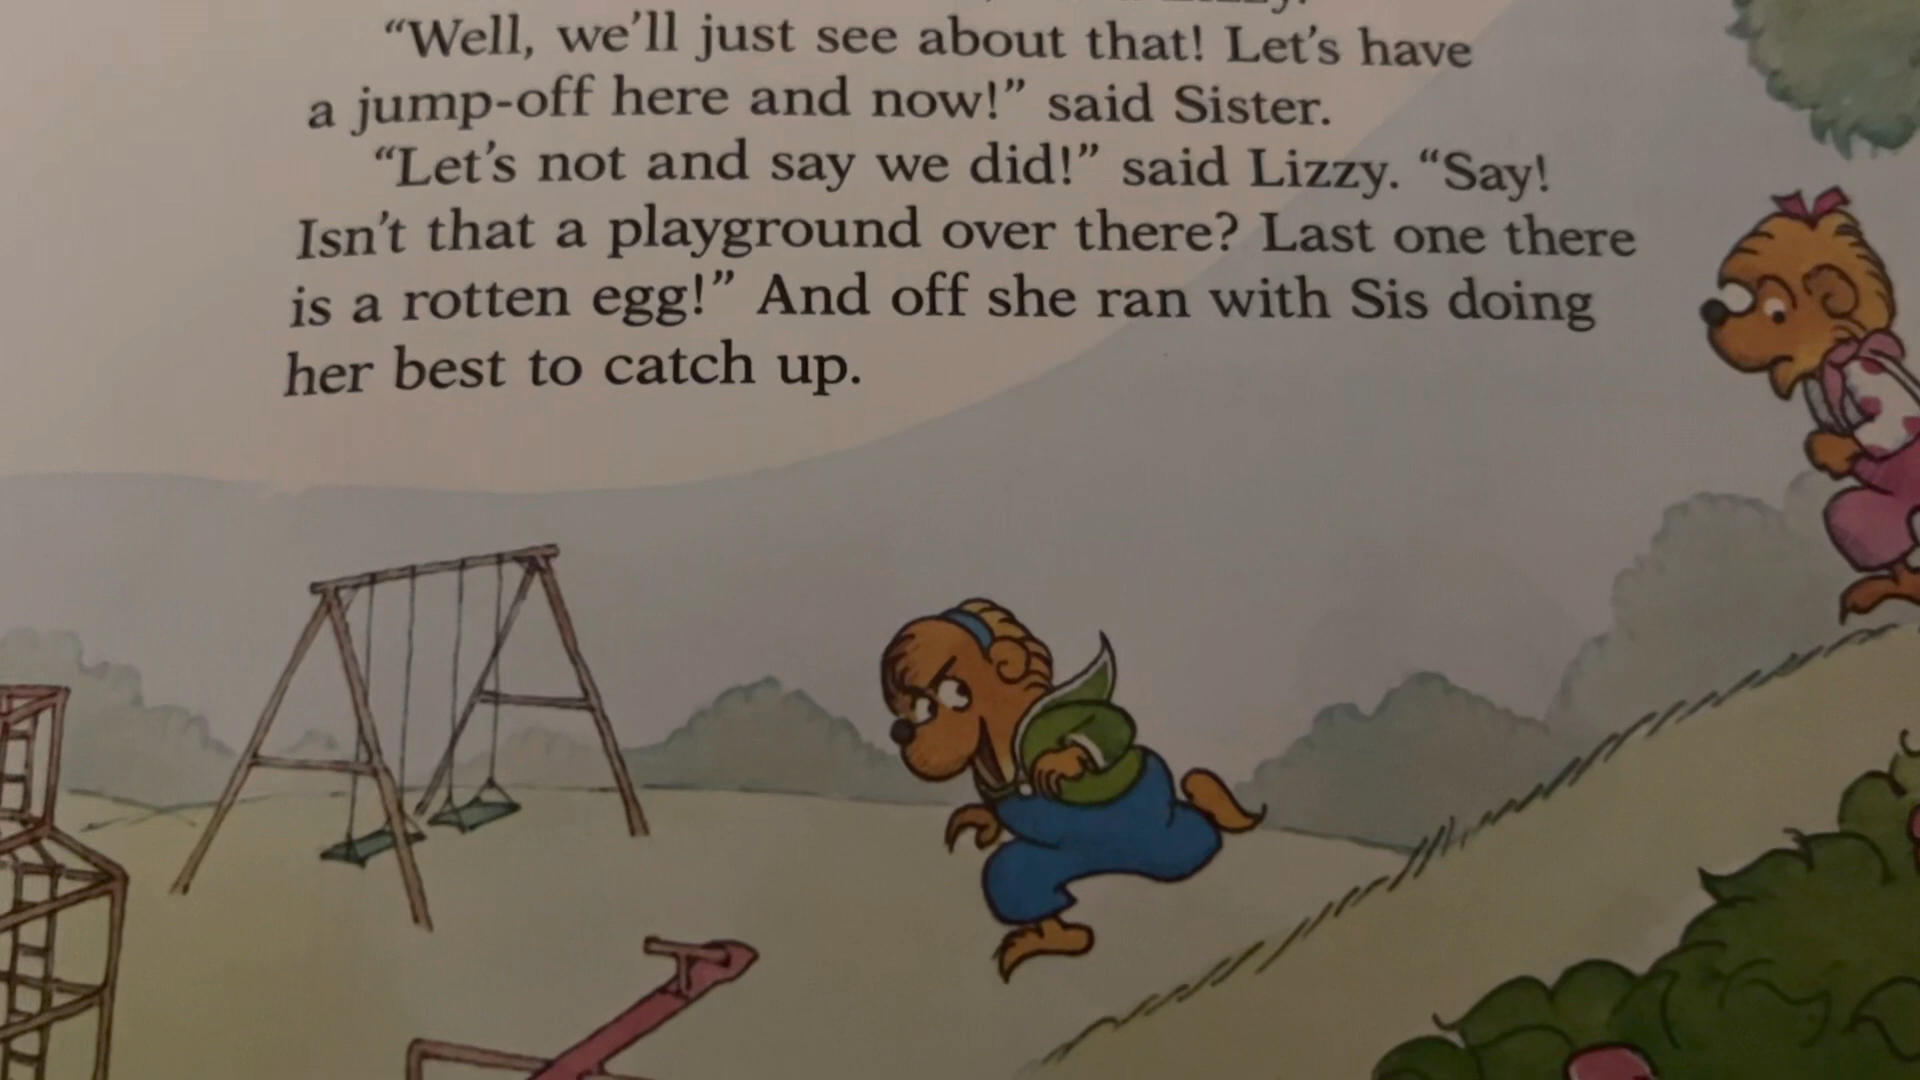 “Well, we’ll just see about that! Let’s have
a jump-off here and now!” said Sister.
“Let’s not and say we did!” said Lizzy. “Say!
Isn’t that a playground over there? Last one there
is a rotten egg!” And off she ran with Sis doing
her best to catch up.